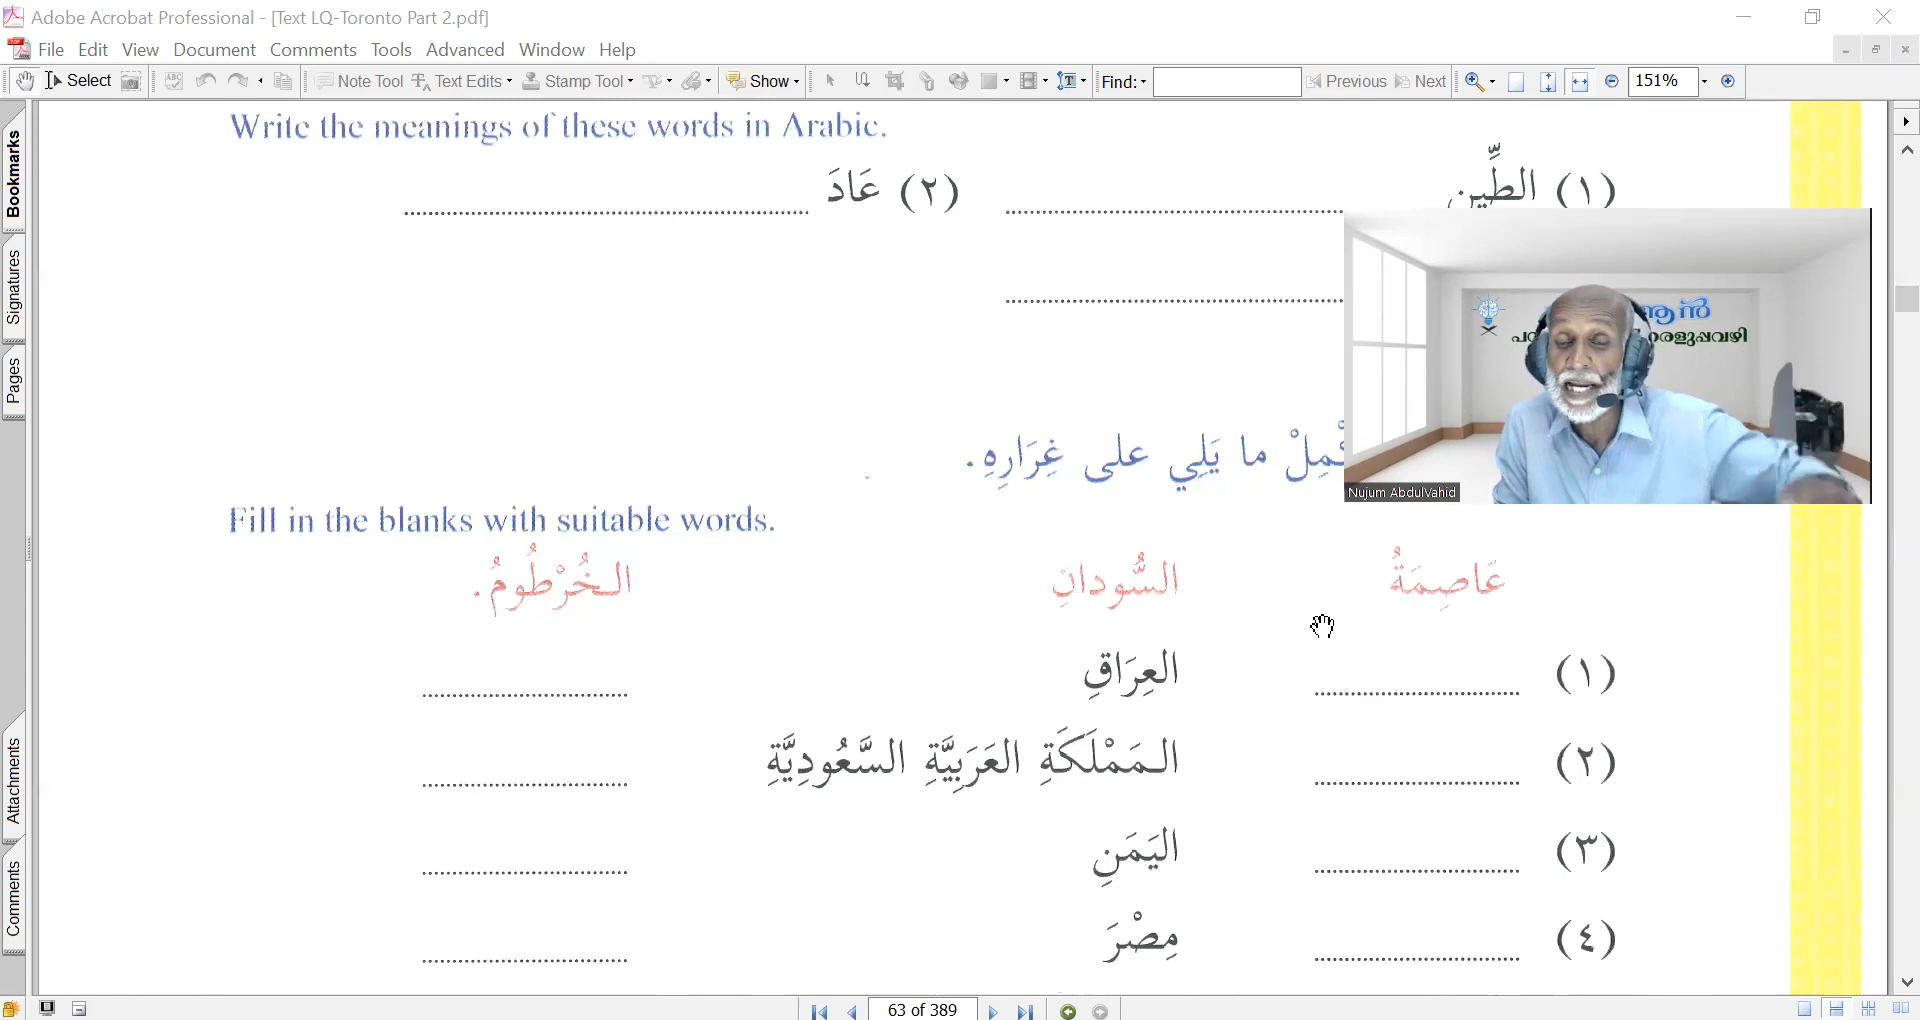 Adobe Acrobat Professional - [Text LQ-Toronto Part 2.pdf]
File Edit View Document Comments Tools Advanced Window Help
Select Note Tool Text Edits Stamp Tool Show Find: Previous Next 151%
Bookmarks
Signatures
Pages
Attachments
Comments
Write the meanings of these words in Arabic.
(١) الطِّين ........ (٢) عَادَ ........
ما يَلِي على غِرَارِهِ.
Nujum AbdulVahid
Fill in the blanks with suitable words.
عَاصِمَةُ السُّودانِ الخُرْطُومُ.
(١) ........ العِرَاقِ ........
(٢) ........ المَمْلَكَةِ العَرَبِيَّةِ السَّعُودِيَّةِ ........
(٣) ........ اليَمَنِ ........
(٤) ........ مِصْرَ ........
63 of 389